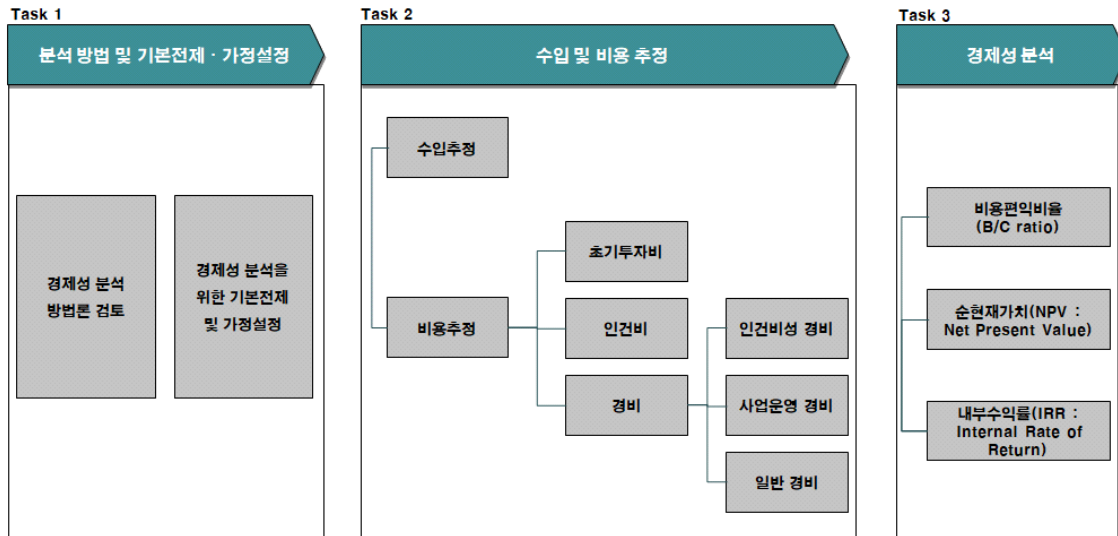 Task 1
분석 방법 및 기본전제 · 가정설정
경제성 분석
방법론 검토
경제성 분석을
위한 기본전제
및 가정설정
Task 2
수입 및 비용 추정
수입추정
비용추정
초기투자비
인건비
경비
인건비성 경비
사업운영 경비
일반 경비
Task 3
경제성 분석
비용편익비율
(B/C ratio)
순현재가치(NPV :
Net Present Value)
내부수익률(IRR :
Internal Rate of
Return)